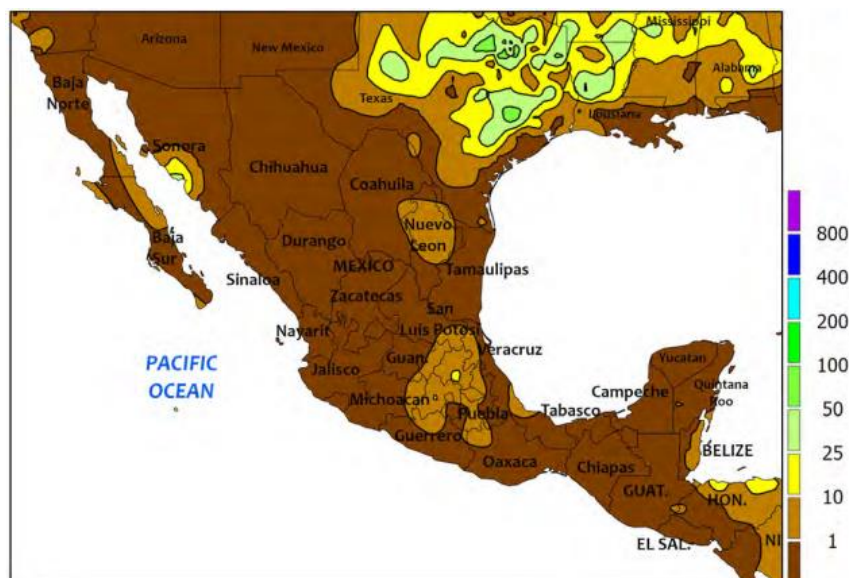 Mississippi
Arizona
New Mexico
Alabama
Baja
Norte
Texas
Louisiana
Sonora
Chihuahua
Coahuila
Nuevo
Leon
Durango
Baja
Sur
MEXICO
Tamaulipas
Sinaloa
Zacatecas
San
Luis Potosi
Nayarit
Veracruz
Guan.
Jalisco
PACIFIC
OCEAN
Yucatan
Quintana
Roo
Campeche
Michoacan
Puebla
Tabasco
Guerrero
BELIZE
Oaxaca
Chiapas
GUAT.
HON.
EL SAL.
NI
800
400
200
100
50
25
10
1